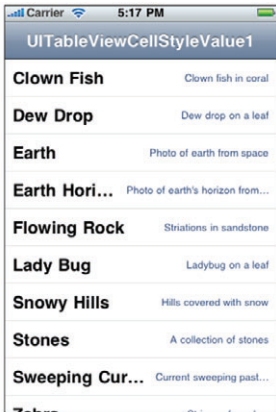 Carrier 5:17 PM
UITableViewCellStyleValue1
Clown Fish Clown fish in coral
Dew Drop Dew drop on a leaf
Earth Photo of earth from space
Earth Hori... Photo of earth's horizon from...
Flowing Rock Striations in sandstone
Lady Bug Ladybug on a leaf
Snowy Hills Hills covered with snow
Stones A collection of stones
Sweeping Cur... Current sweeping past...